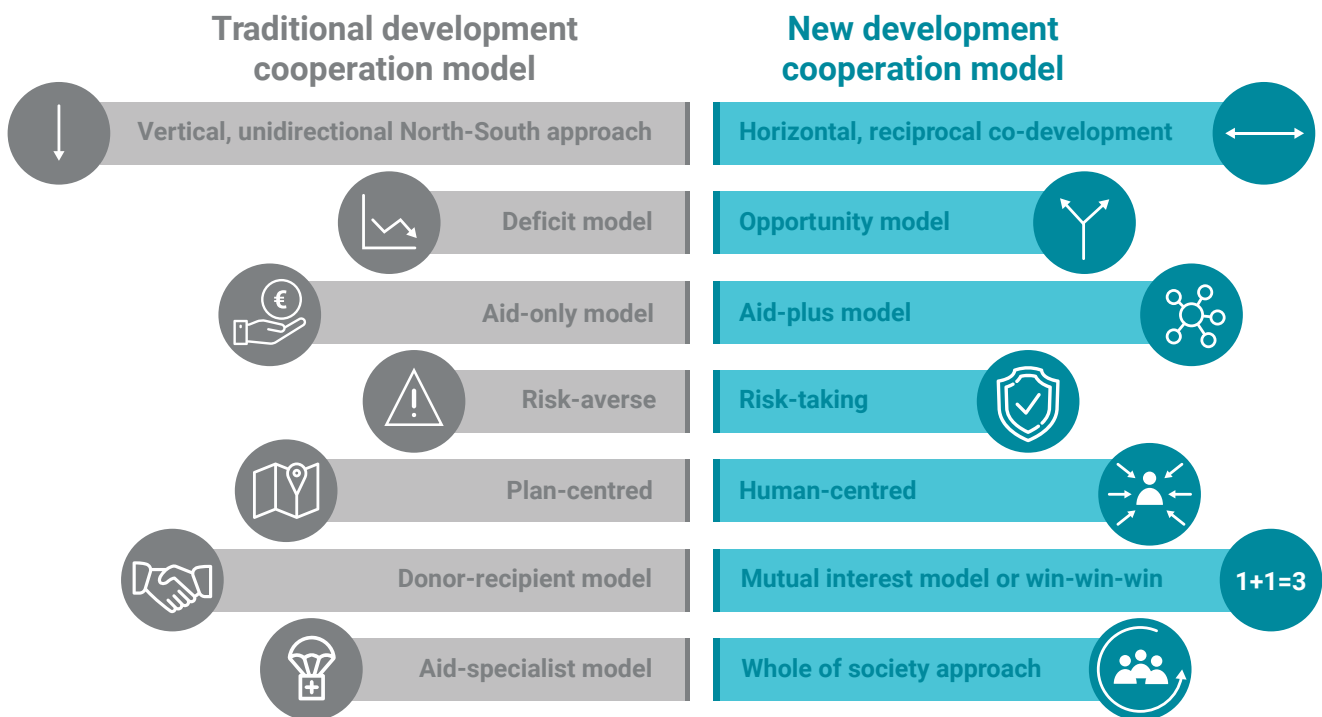 Traditional development
cooperation model
New development
cooperation model
Vertical, unidirectional North-South approach
Horizontal, reciprocal co-development
Deficit model
Opportunity model
€
Aid-only model
Aid-plus model
!
Risk-averse
Risk-taking
Plan-centred
Human-centred
Donor-recipient model
Mutual interest model or win-win-win
1+1=3
Aid-specialist model
Whole of society approach